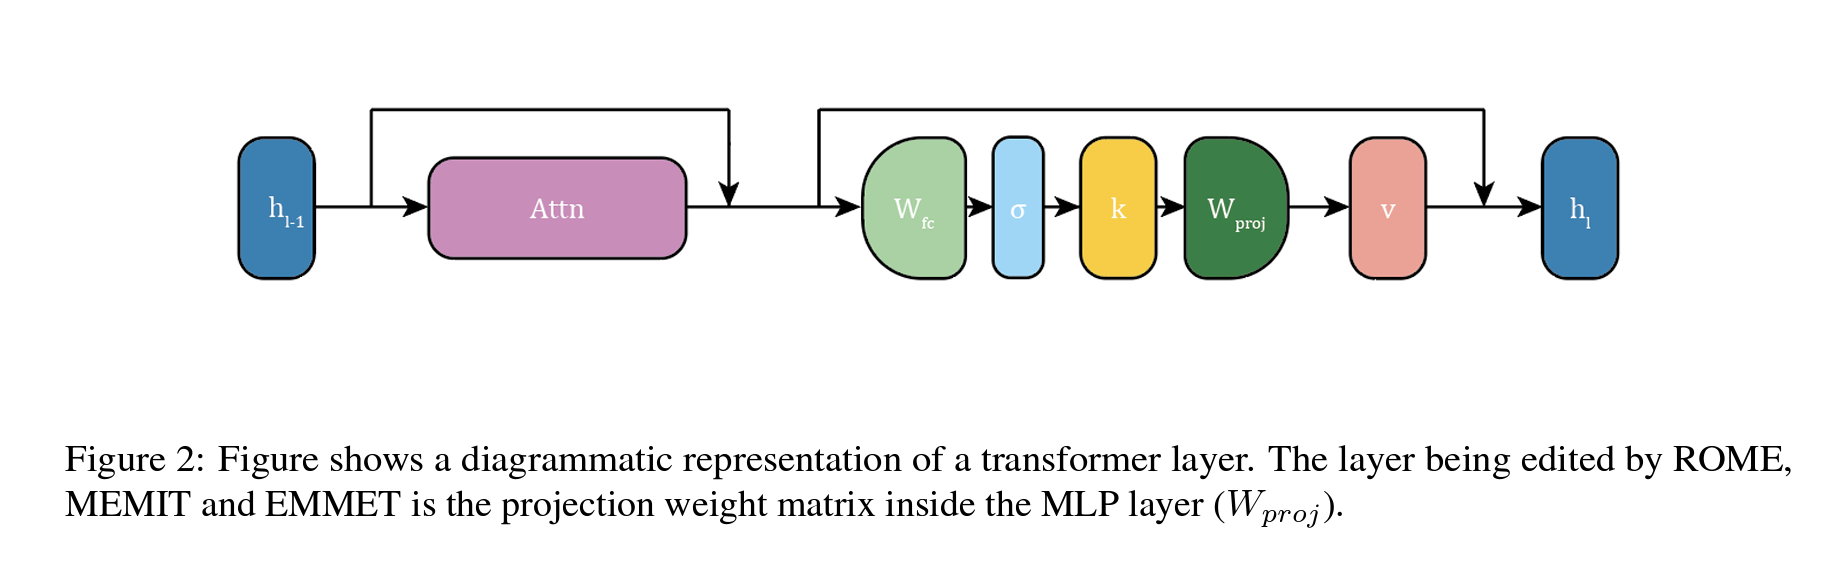 h_{l-1} Attn W_{fc} σ k W_{proj} v h_l
Figure 2: Figure shows a diagrammatic representation of a transformer layer. The layer being edited by ROME,
MEMIT and EMMET is the projection weight matrix inside the MLP layer (W_{proj}).